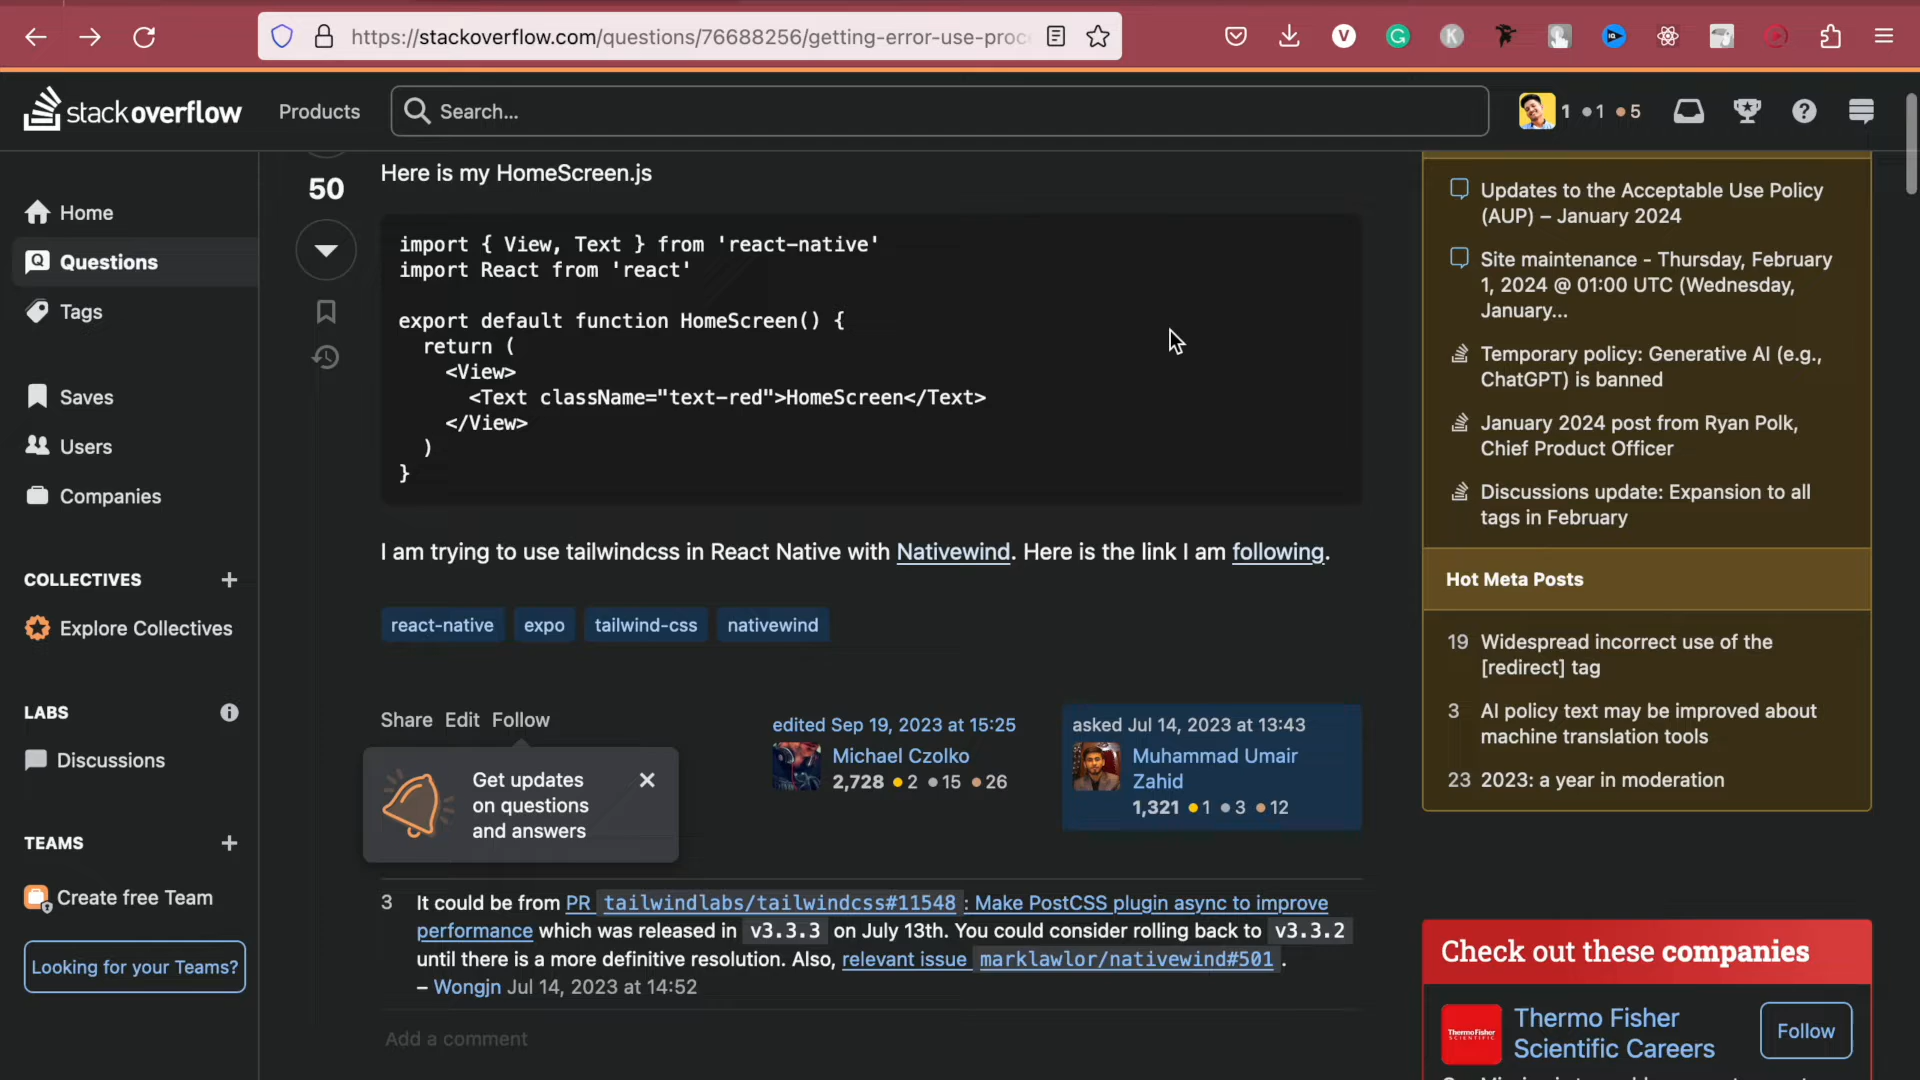 https://stackoverflow.com/questions/76688256/getting-error-use-proc
stackoverflow
Products
Search...
1 1 5
Home
Questions
Tags
Saves
Users
Companies
COLLECTIVES
Explore Collectives
LABS
Discussions
TEAMS
Create free Team
Looking for your Teams?
50
Here is my HomeScreen.js
import { View, Text } from 'react-native'
import React from 'react'
export default function HomeScreen() {
return (
<View>
<Text className="text-red">HomeScreen</Text>
</View>
)
}
I am trying to use tailwindcss in React Native with Nativewind. Here is the link I am following.
react-native expo tailwind-css nativewind
Share Edit Follow
Get updates
on questions
and answers
edited Sep 19, 2023 at 15:25
Michael Czolko
2,728 2 15 26
asked Jul 14, 2023 at 13:43
Muhammad Umair
Zahid
1,321 1 3 12
3 It could be from PR tailwindlabs/tailwindcss#11548 : Make PostCSS plugin async to improve
performance which was released in v3.3.3 on July 13th. You could consider rolling back to v3.3.2
until there is a more definitive resolution. Also, relevant issue marklawlor/nativewind#501 .
– Wongjn Jul 14, 2023 at 14:52
Add a comment
Updates to the Acceptable Use Policy
(AUP) – January 2024
Site maintenance - Thursday, February
1, 2024 @ 01:00 UTC (Wednesday,
January...
Temporary policy: Generative AI (e.g.,
ChatGPT) is banned
January 2024 post from Ryan Polk,
Chief Product Officer
Discussions update: Expansion to all
tags in February
Hot Meta Posts
19 Widespread incorrect use of the
[redirect] tag
3 AI policy text may be improved about
machine translation tools
23 2023: a year in moderation
Check out these companies
ThermoFisher
SCIENTIFIC
Thermo Fisher
Scientific Careers
Follow